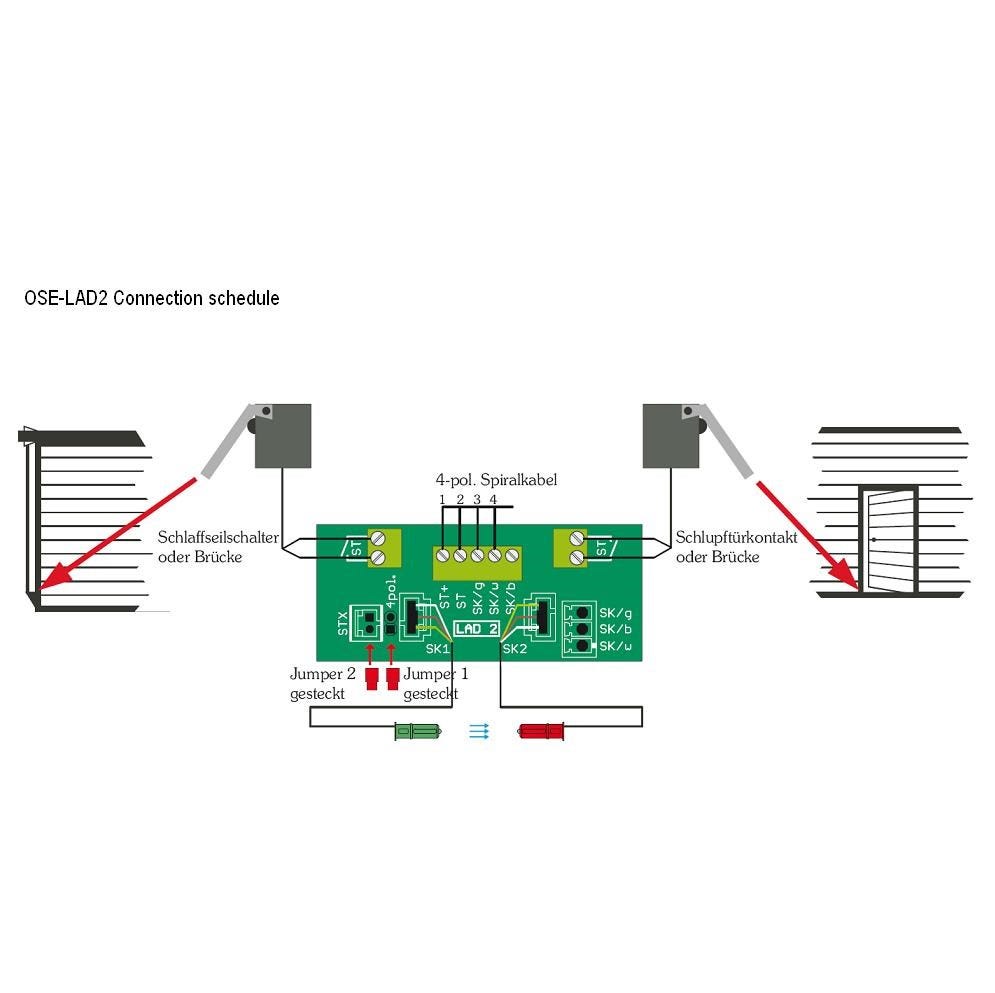 OSE-LAD2 Connection schedule
4-pol. Spiralkabel
1 2 3 4
Schlaffseilschalter
oder Brücke
ST
ST
Schlupftürkontakt
oder Brücke
ST+
ST
SK/g
SK/w
SK/b
4pol.
STX
LAD 2
SK1
SK2
SK/g
SK/b
SK/w
Jumper 2
gesteckt
Jumper 1
gesteckt